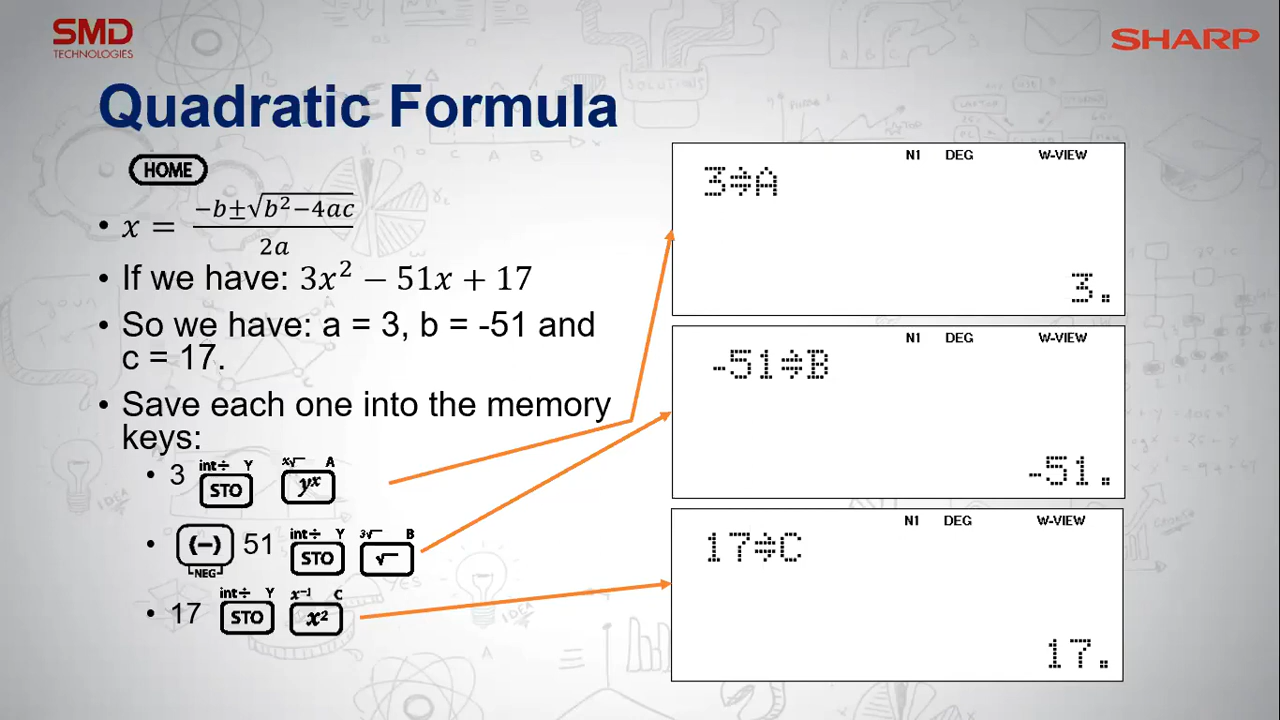 SMD
TECHNOLOGIES
SHARP
Quadratic Formula
HOME
• x = (-b±√(b²−4ac))/(2a)
• If we have: 3x² − 51x + 17
• So we have: a = 3, b = -51 and
c = 17.
• Save each one into the memory
keys:
int÷ Y ˣ√ A
• 3 STO yˣ
int÷ Y ³√ B
• (−) 51 STO √
NEG
int÷ Y x⁻¹ C
• 17 STO x²
N1 DEG W-VIEW
3⇒A
3.
N1 DEG W-VIEW
-51⇒B
-51.
N1 DEG W-VIEW
17⇒C
17.